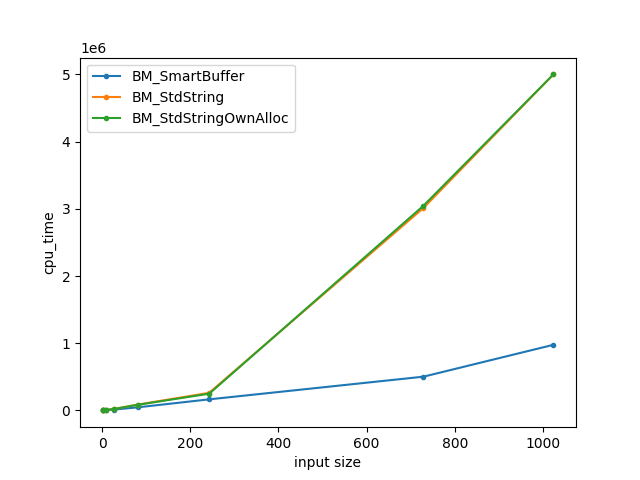 1e6
BM_SmartBuffer
BM_StdString
BM_StdStringOwnAlloc
5
4
3
2
1
0
cpu_time
0 200 400 600 800 1000
input size